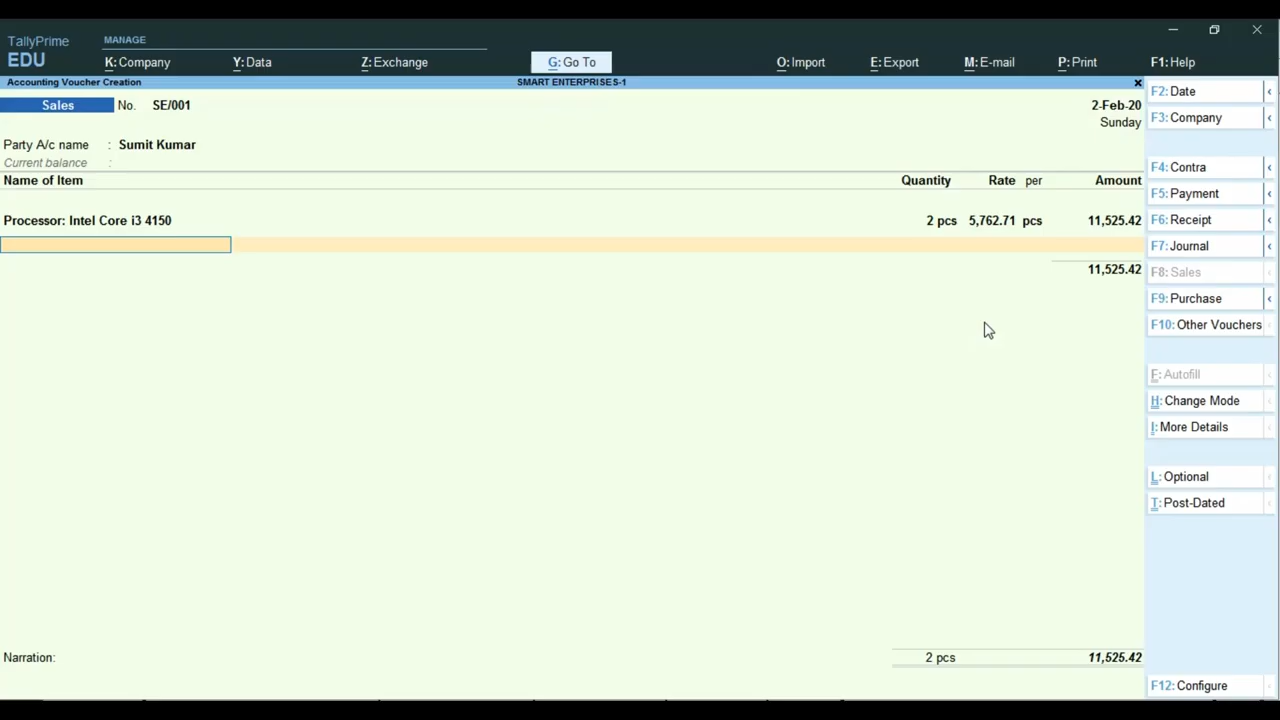 TallyPrime
EDU
MANAGE
K: Company
Y: Data
Z: Exchange
G: Go To
O: Import
E: Export
M: E-mail
P: Print
F1: Help
Accounting Voucher Creation
SMART ENTERPRISES-1
Sales No. SE/001
2-Feb-20
Sunday
Party A/c name : Sumit Kumar
Current balance :
Name of Item Quantity Rate per Amount
Processor: Intel Core i3 4150 2 pcs 5,762.71 pcs 11,525.42
11,525.42
Narration: 2 pcs 11,525.42
F2: Date
F3: Company
F4: Contra
F5: Payment
F6: Receipt
F7: Journal
F8: Sales
F9: Purchase
F10: Other Vouchers
F: Autofill
H: Change Mode
I: More Details
L: Optional
T: Post-Dated
F12: Configure